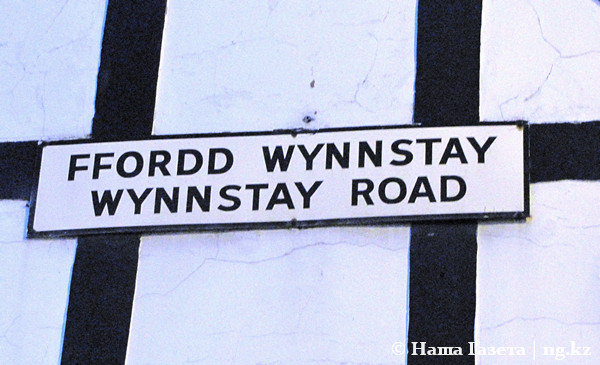 FFORDD WYNNSTAY
WYNNSTAY ROAD
© Наша Газета | ng.kz